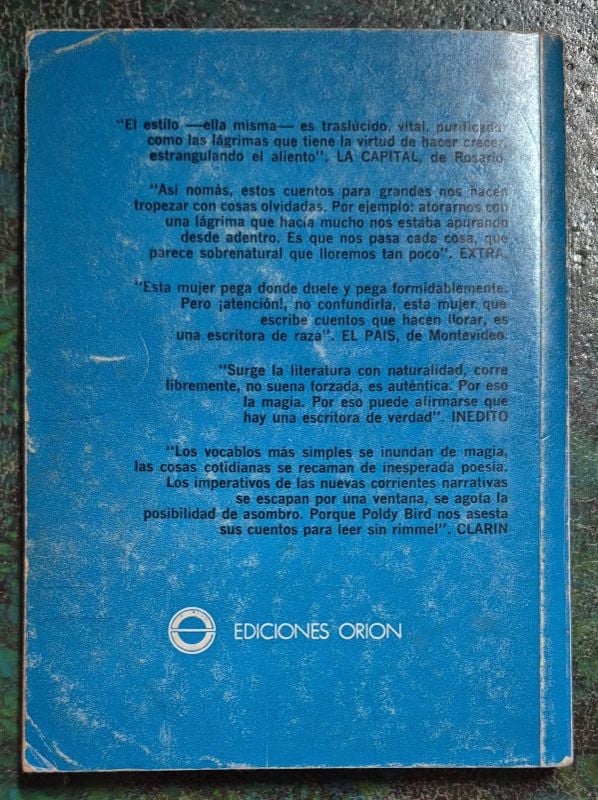 "El estilo —ella misma— es traslúcido, vital, purificador
como las lágrimas que tiene la virtud de hacer crecer,
estrangulando el aliento". LA CAPITAL, de Rosario.
"Así nomás, estos cuentos para grandes nos hacen
tropezar con cosas olvidadas. Por ejemplo: atorarnos con
una lágrima que hacía mucho nos estaba apurando
desde adentro. Es que nos pasa cada cosa, que
parece sobrenatural que lloremos tan poco". EXTRA.
"Esta mujer pega donde duele y pega formidáblemente.
Pero ¡atención!, no confundirla, esta mujer que
escribe cuentos que hacen llorar, es
una escritora de raza". EL PAIS, de Montevideo.
"Surge la literatura con naturalidad, corre
libremente, no suena forzada, es auténtica. Por eso
la magia. Por eso puede afirmarse que
hay una escritora de verdad". INEDITO
"Los vocablos más simples se inundan de magia,
las cosas cotidianas se recaman de inesperada poesía.
Los imperativos de las nuevas corrientes narrativas
se escapan por una ventana, se agota la
posibilidad de asombro. Porque Poldy Bird nos asesta
sus cuentos para leer sin rimmel". CLARIN
EDICIONES ORION